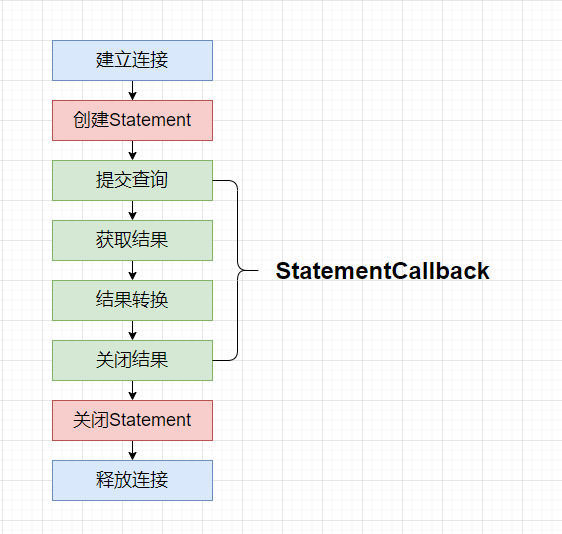 建立连接
创建Statement
提交查询
获取结果
StatementCallback
结果转换
关闭结果
关闭Statement
释放连接